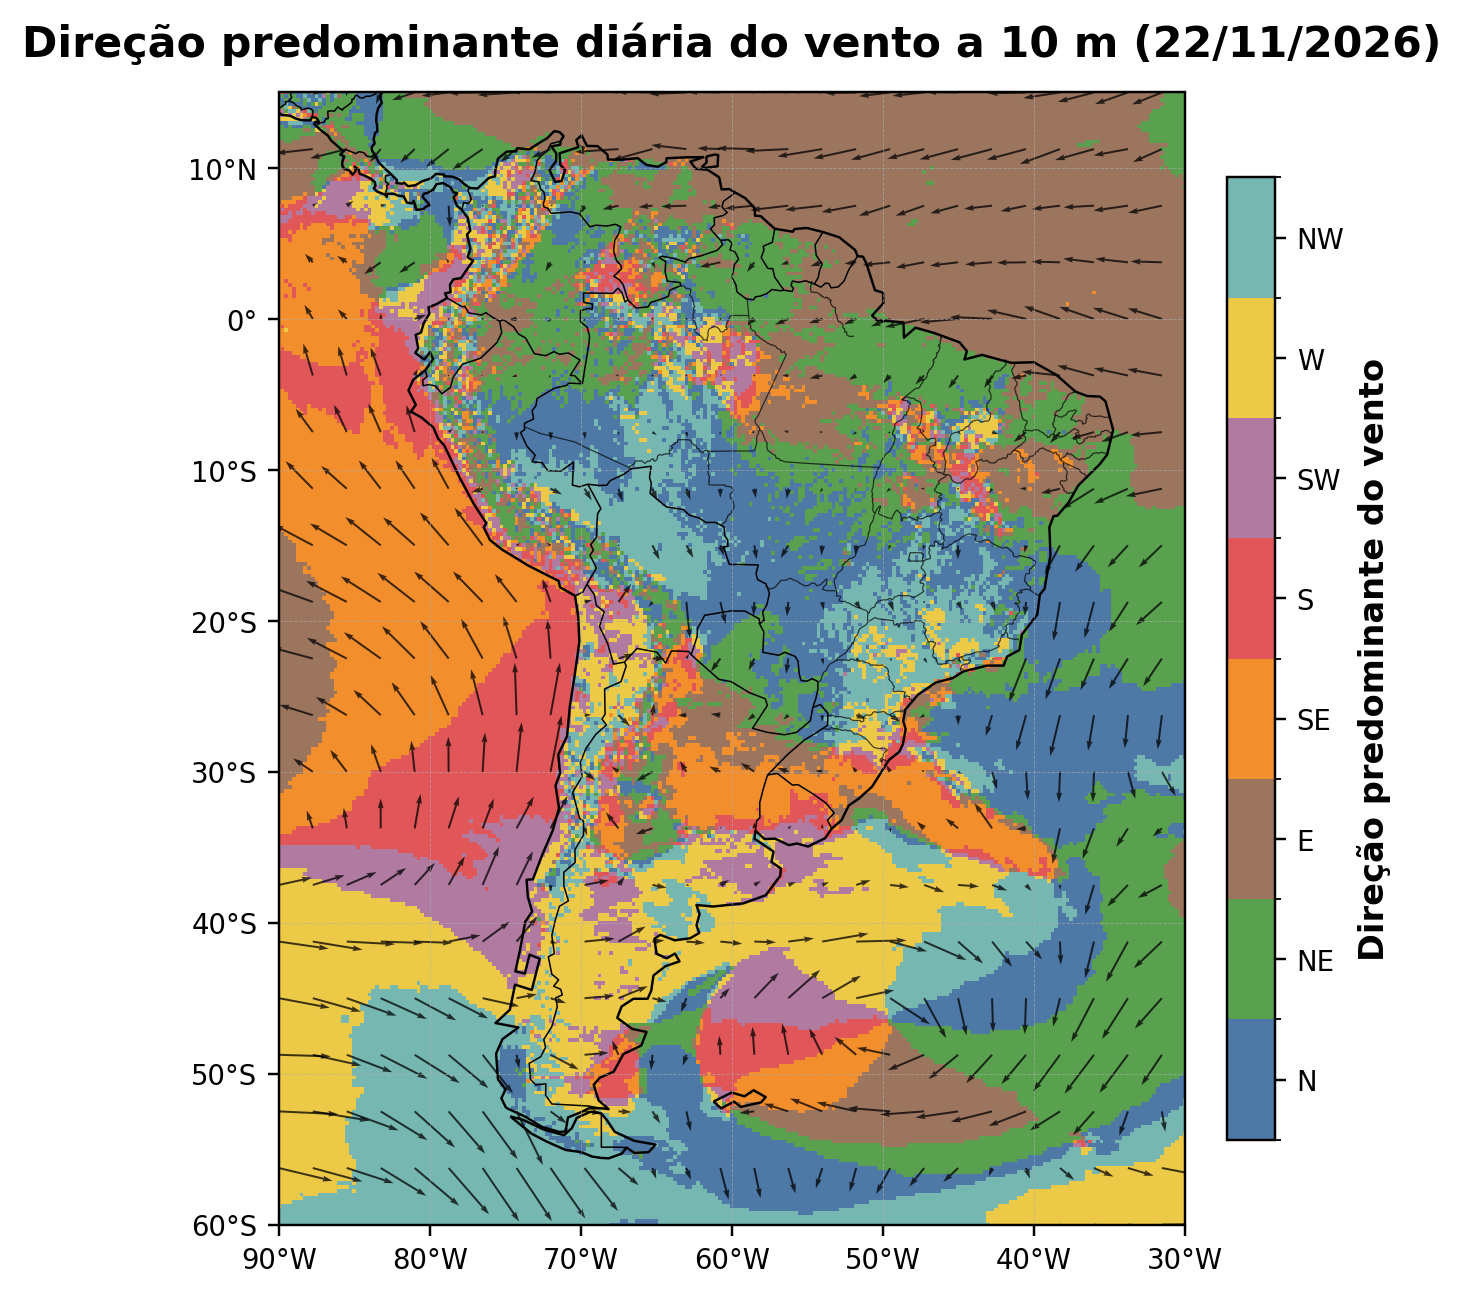 Direção predominante diária do vento a 10 m (22/11/2026)
10°N
0°
10°S
20°S
30°S
40°S
50°S
60°S
90°W
80°W
70°W
60°W
50°W
40°W
30°W
NW
W
SW
S
SE
E
NE
N
Direção predominante do vento